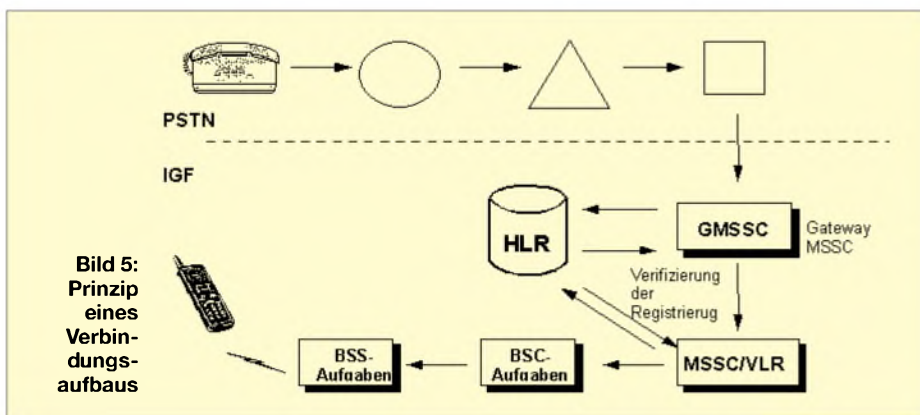 PSTN
IGF
HLR
GMSSC
Gateway
MSSC
Verifizierung
der
Registrierug
Bild 5:
Prinzip
eines
Verbin-
dungs-
aufbaus
BSS-
Aufgaben
BSC-
Aufgaben
MSSC/VLR